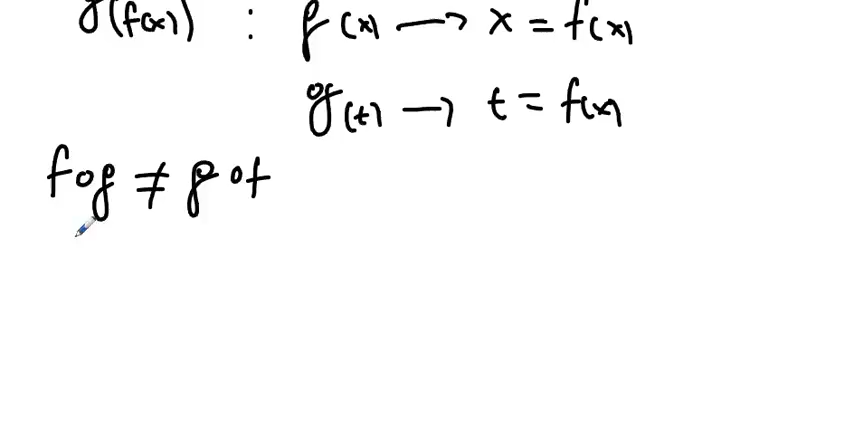 g(f(x)) : g(x) → x = f(x)
g(t) → t = f(x)
fog ≠ gof